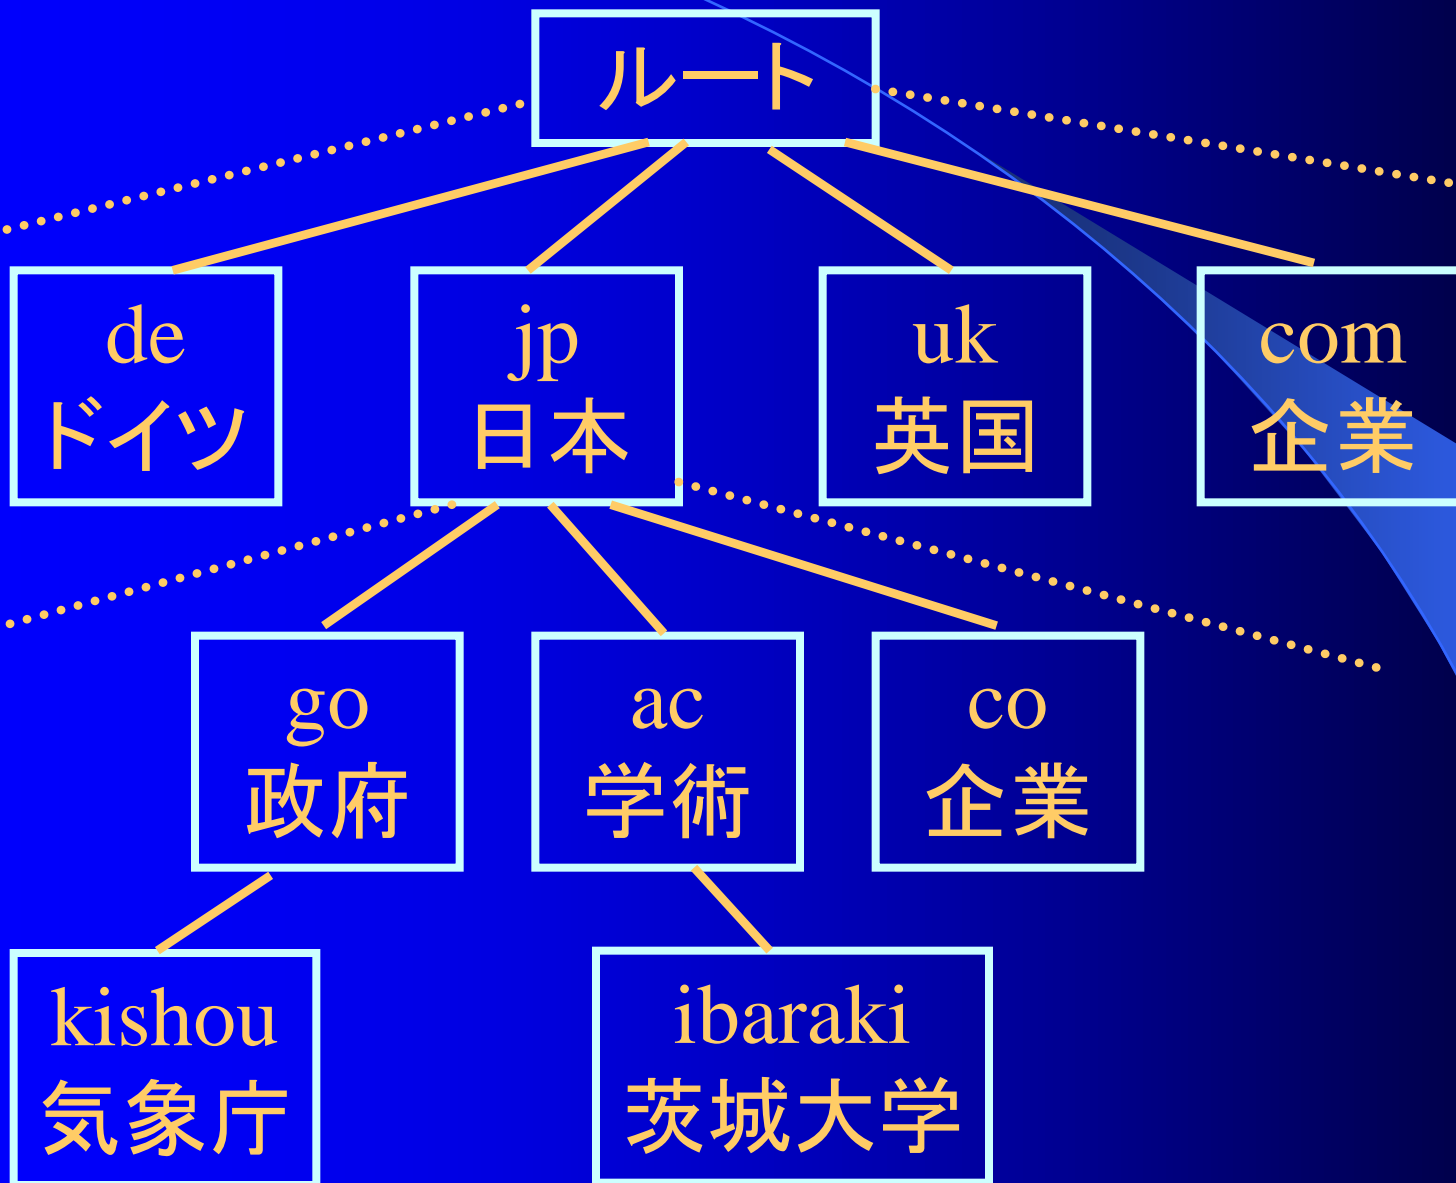 ルート
de
ドイツ
jp
日本
uk
英国
com
企業
go
政府
ac
学術
co
企業
kishou
気象庁
ibaraki
茨城大学